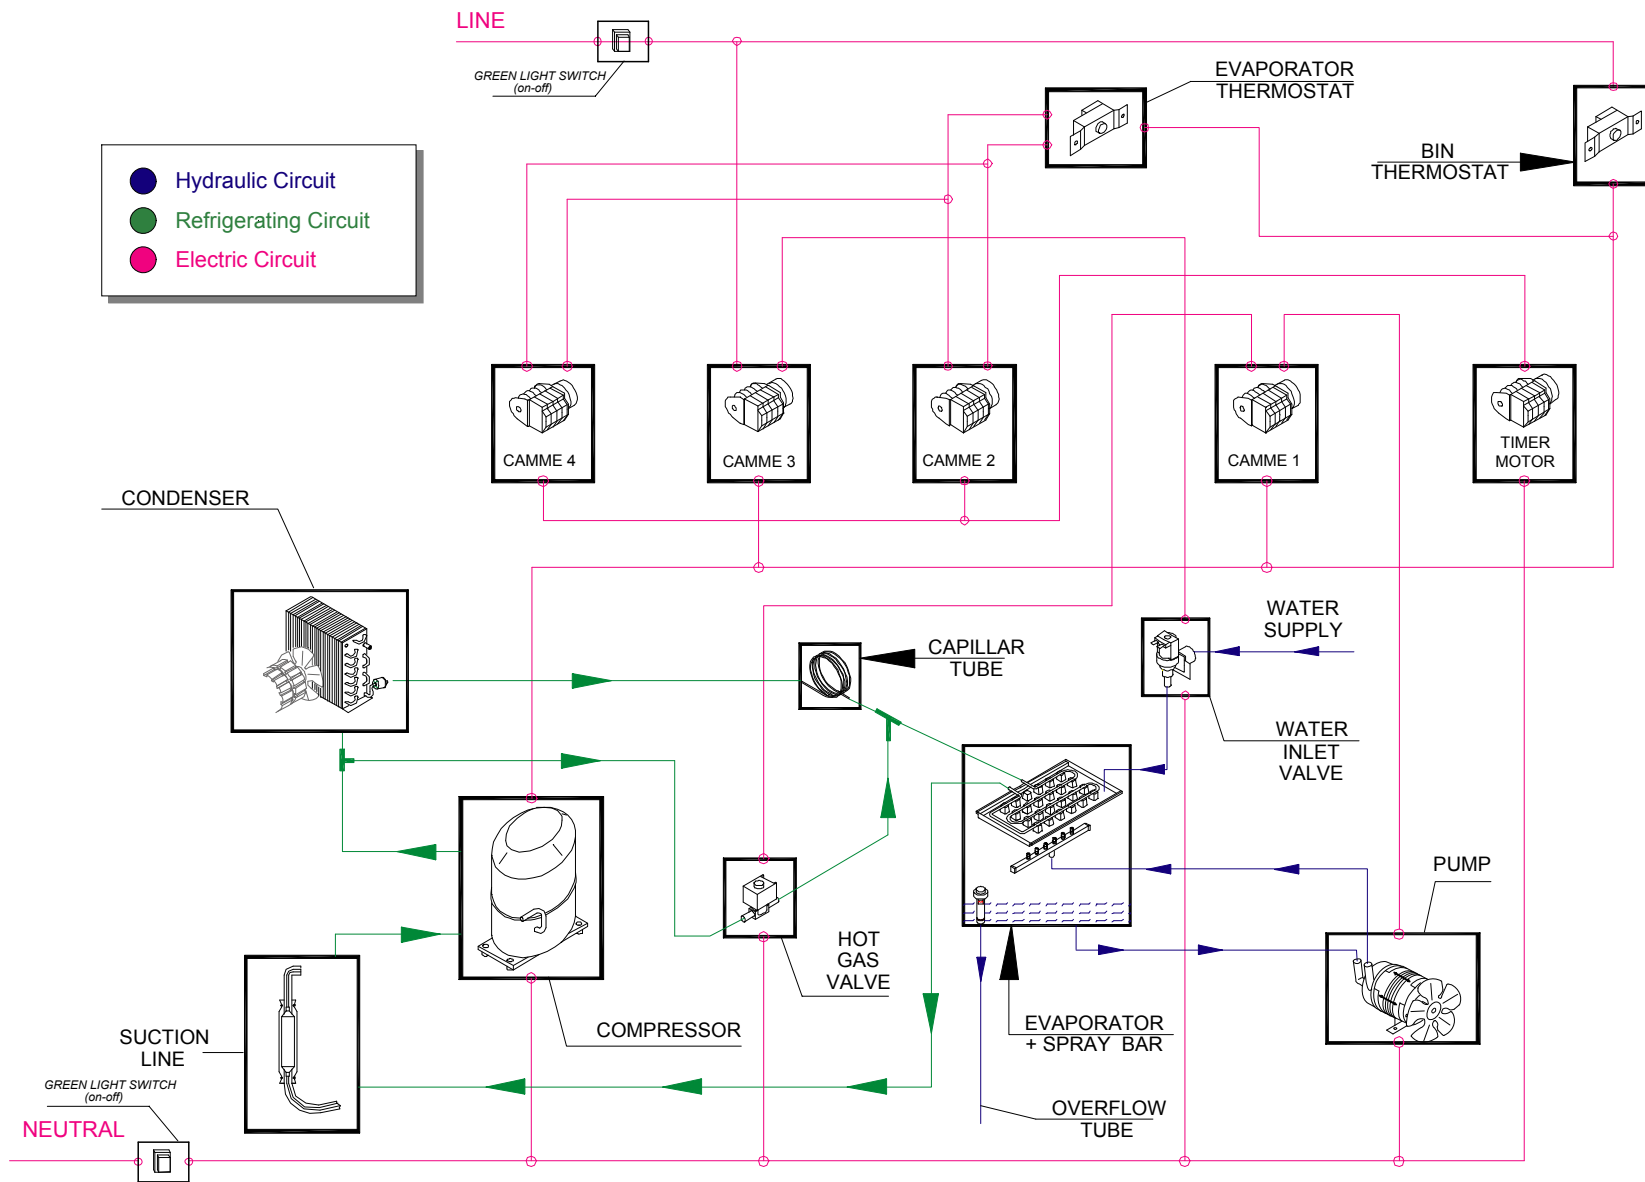 LINE
GREEN LIGHT SWITCH
(on-off)
EVAPORATOR
THERMOSTAT
BIN
THERMOSTAT
Hydraulic Circuit
Refrigerating Circuit
Electric Circuit
CAMME 4
CAMME 3
CAMME 2
CAMME 1
TIMER
MOTOR
CONDENSER
CAPILLAR
TUBE
WATER
SUPPLY
WATER
INLET
VALVE
PUMP
HOT
GAS
VALVE
COMPRESSOR
EVAPORATOR
+ SPRAY BAR
SUCTION
LINE
OVERFLOW
TUBE
GREEN LIGHT SWITCH
(on-off)
NEUTRAL